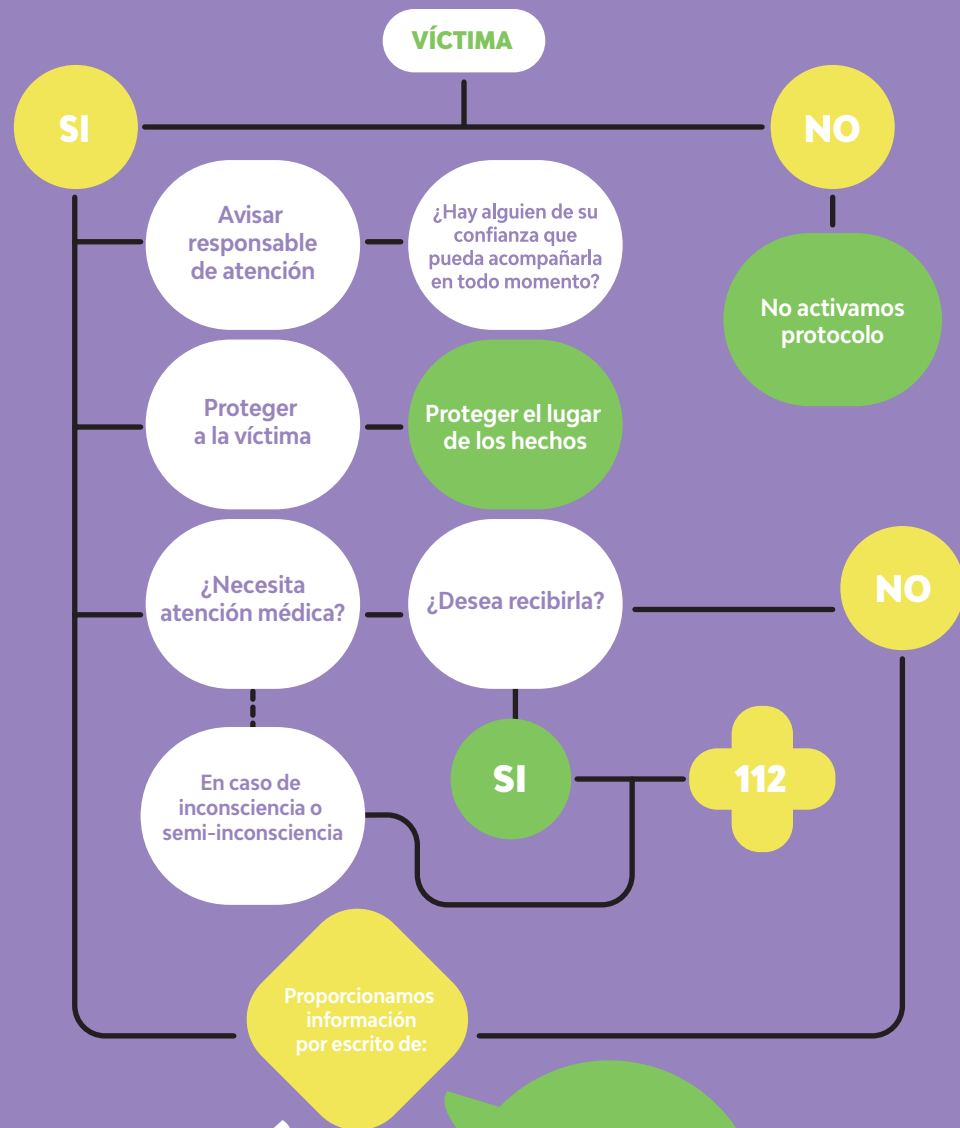 VÍCTIMA
SI
NO
Avisar
responsable
de atención
¿Hay alguien de su
confianza que
pueda acompañarla
en todo momento?
No activamos
protocolo
Proteger
a la víctima
Proteger el lugar
de los hechos
¿Necesita
atención médica?
¿Desea recibirla?
NO
En caso de
inconsciencia o
semi-inconsciencia
SI
112
Proporcionamos
información
por escrito de: